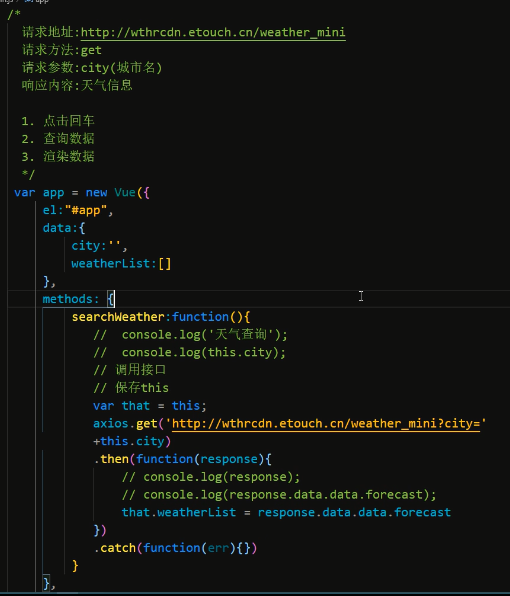 /*
请求地址:http://wthrcdn.etouch.cn/weather_mini
请求方法:get
请求参数:city(城市名)
响应内容:天气信息
1. 点击回车
2. 查询数据
3. 渲染数据
*/
var app = new Vue({
el:"#app",
data:{
city:'',
weatherList:[]
},
methods: {
searchWeather:function(){
//  console.log('天气查询');
//  console.log(this.city);
// 调用接口
// 保存this
var that = this;
axios.get('http://wthrcdn.etouch.cn/weather_mini?city='
+this.city)
.then(function(response){
// console.log(response);
// console.log(response.data.data.forecast);
that.weatherList = response.data.data.forecast
})
.catch(function(err){})
}
},